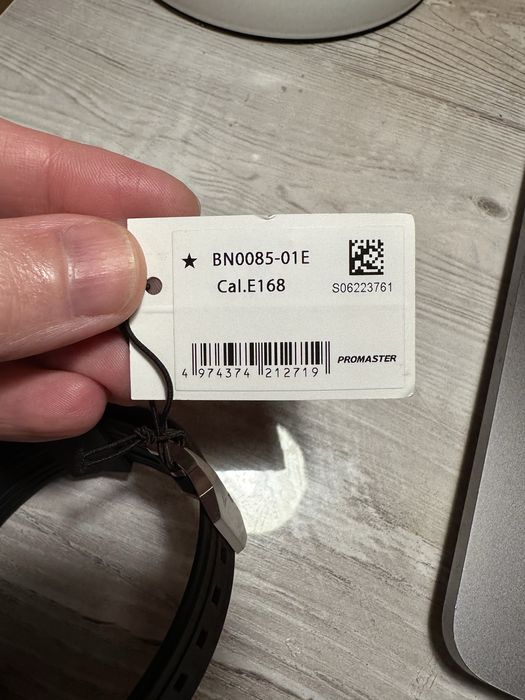 ★ BN0085-01E
Cal.E168
S06223761
4 974374 212719
PROMASTER